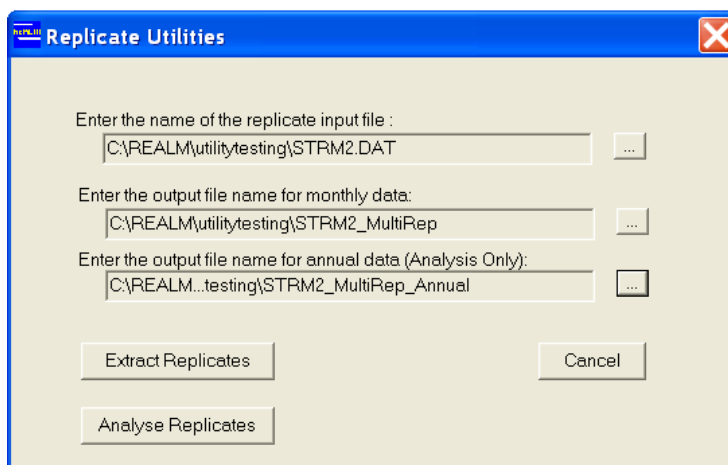 Replicate Utilities
Enter the name of the replicate input file :
C:\REALM\utilitytesting\STRM2.DAT
...
Enter the output file name for monthly data:
C:\REALM\utilitytesting\STRM2_MultiRep
...
Enter the output file name for annual data (Analysis Only):
C:\REALM...testing\STRM2_MultiRep_Annual
...
Extract Replicates
Cancel
Analyse Replicates